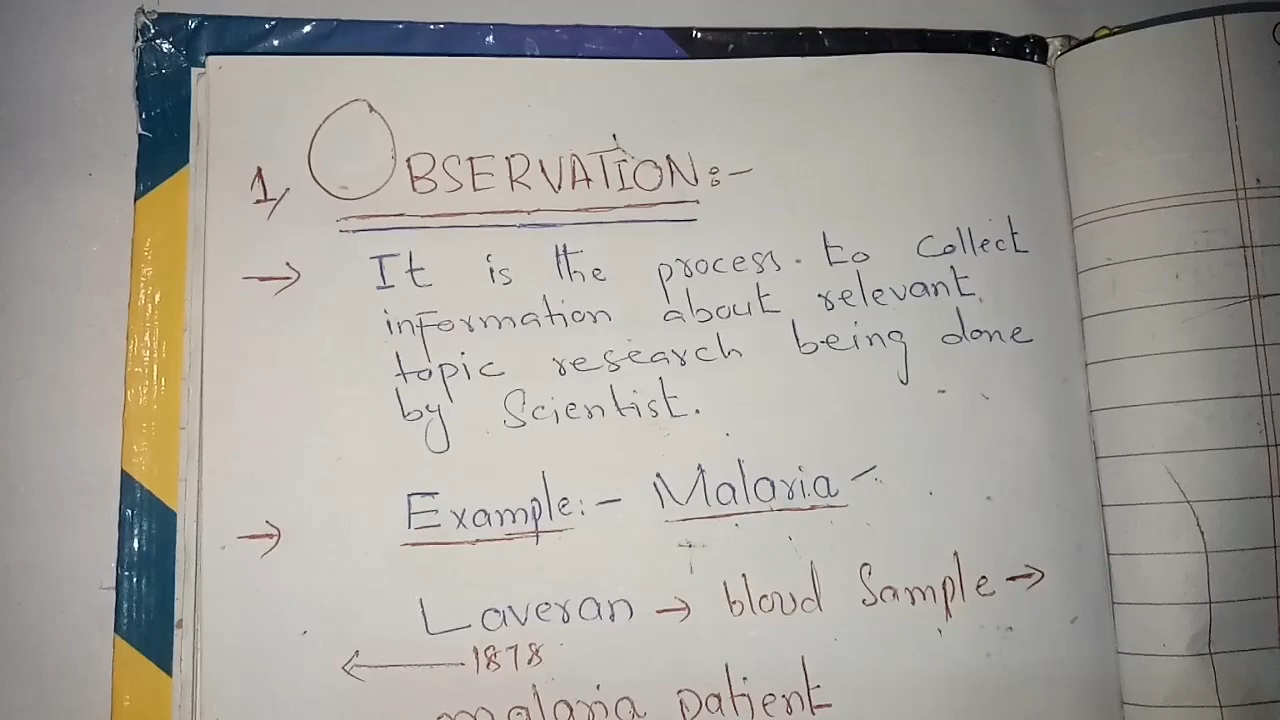 1, OBSERVATION:-
→ It is the process to collect
information about relevant
topic research being done
by Scientist.
→ Example:- Malaria -
Laveran → blood Sample →
← 1878
malaria patient